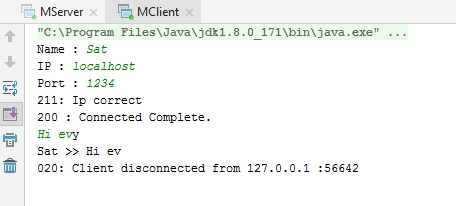 MServer MClient
"C:\Program Files\Java\jdk1.8.0_171\bin\java.exe" ...
Name : Sat
IP : localhost
Port : 1234
211: Ip correct
200 : Connected Complete.
Hi evy
Sat >> Hi ev
020: Client disconnected from 127.0.0.1 :56642